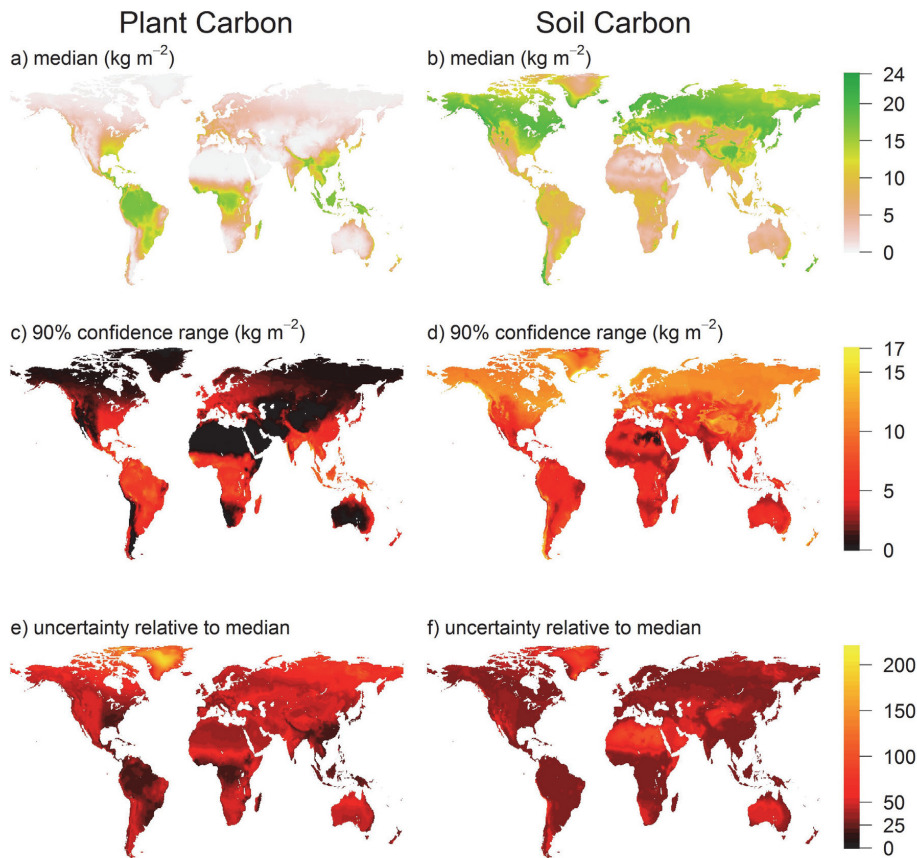 Plant Carbon
Soil Carbon
a) median (kg m⁻²)
b) median (kg m⁻²)
24
20
15
10
5
0
c) 90% confidence range (kg m⁻²)
d) 90% confidence range (kg m⁻²)
17
15
10
5
0
e) uncertainty relative to median
f) uncertainty relative to median
200
150
100
50
25
0